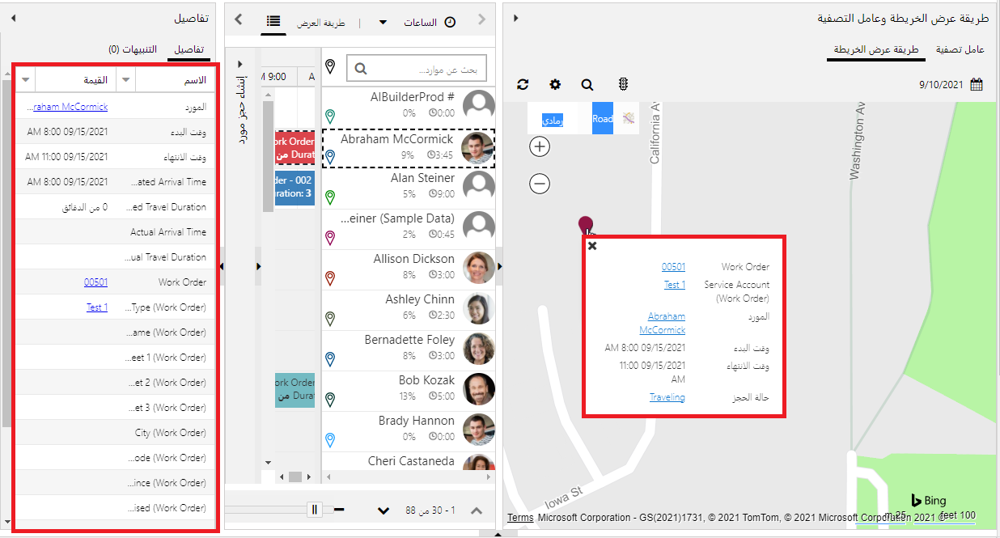 طريقة عرض الخريطة وعامل التصفية
عامل تصفية
طريقة عرض الخريطة
9/10/2021
Road
رمادي
California Av
Washington Av
Iowa St
00501 Work Order
Test 1 Service Account (Work Order)
المورد Abraham McCormick
وقت البدء 09/15/2021 8:00 AM
وقت الانتهاء 09/15/2021 11:00 AM
حالة الحجز Traveling
Bing
25 m
100 feet
Terms Microsoft Corporation - GS(2021)1731, © 2021 TomTom, © 2021 Microsoft Corporation 2021 ©
الساعات
طريقة العرض
بحث عن موارد...
9:00
A
إنشاء حجز مورد
AIBuilderProd #
0% 0:00
Abraham McCormick
9% 3:45
Alan Steiner
5% 9:00
...einer (Sample Data)
2% 0:45
Allison Dickson
8% 3:00
Ashley Chinn
6% 2:30
Bernadette Foley
8% 3:00
Bob Kozak
13% 5:00
Brady Hannon
0% 0:00
Cheri Castaneda
ork Order
من Durat
der - 002
ration: 3
ork Order
من Durat
1 - 30 من 88
تفاصيل
تفاصيل
التنبيهات (0)
الاسم القيمة
المورد ...raham McCormick
وقت البدء 09/15/2021 8:00 AM
وقت الانتهاء 09/15/2021 11:00 AM
...ated Arrival Time 09/15/2021 8:00 AM
...ed Travel Duration 0 من الدقائق
Actual Arrival Time
...ual Travel Duration
Work Order 00501
...Type (Work Order) Test 1
...ame (Work Order)
...eet 1 (Work Order)
...et 2 (Work Order)
...et 3 (Work Order)
City (Work Order)
...ode (Work Order)
...ince (Work Order)
...ised (Work Order)